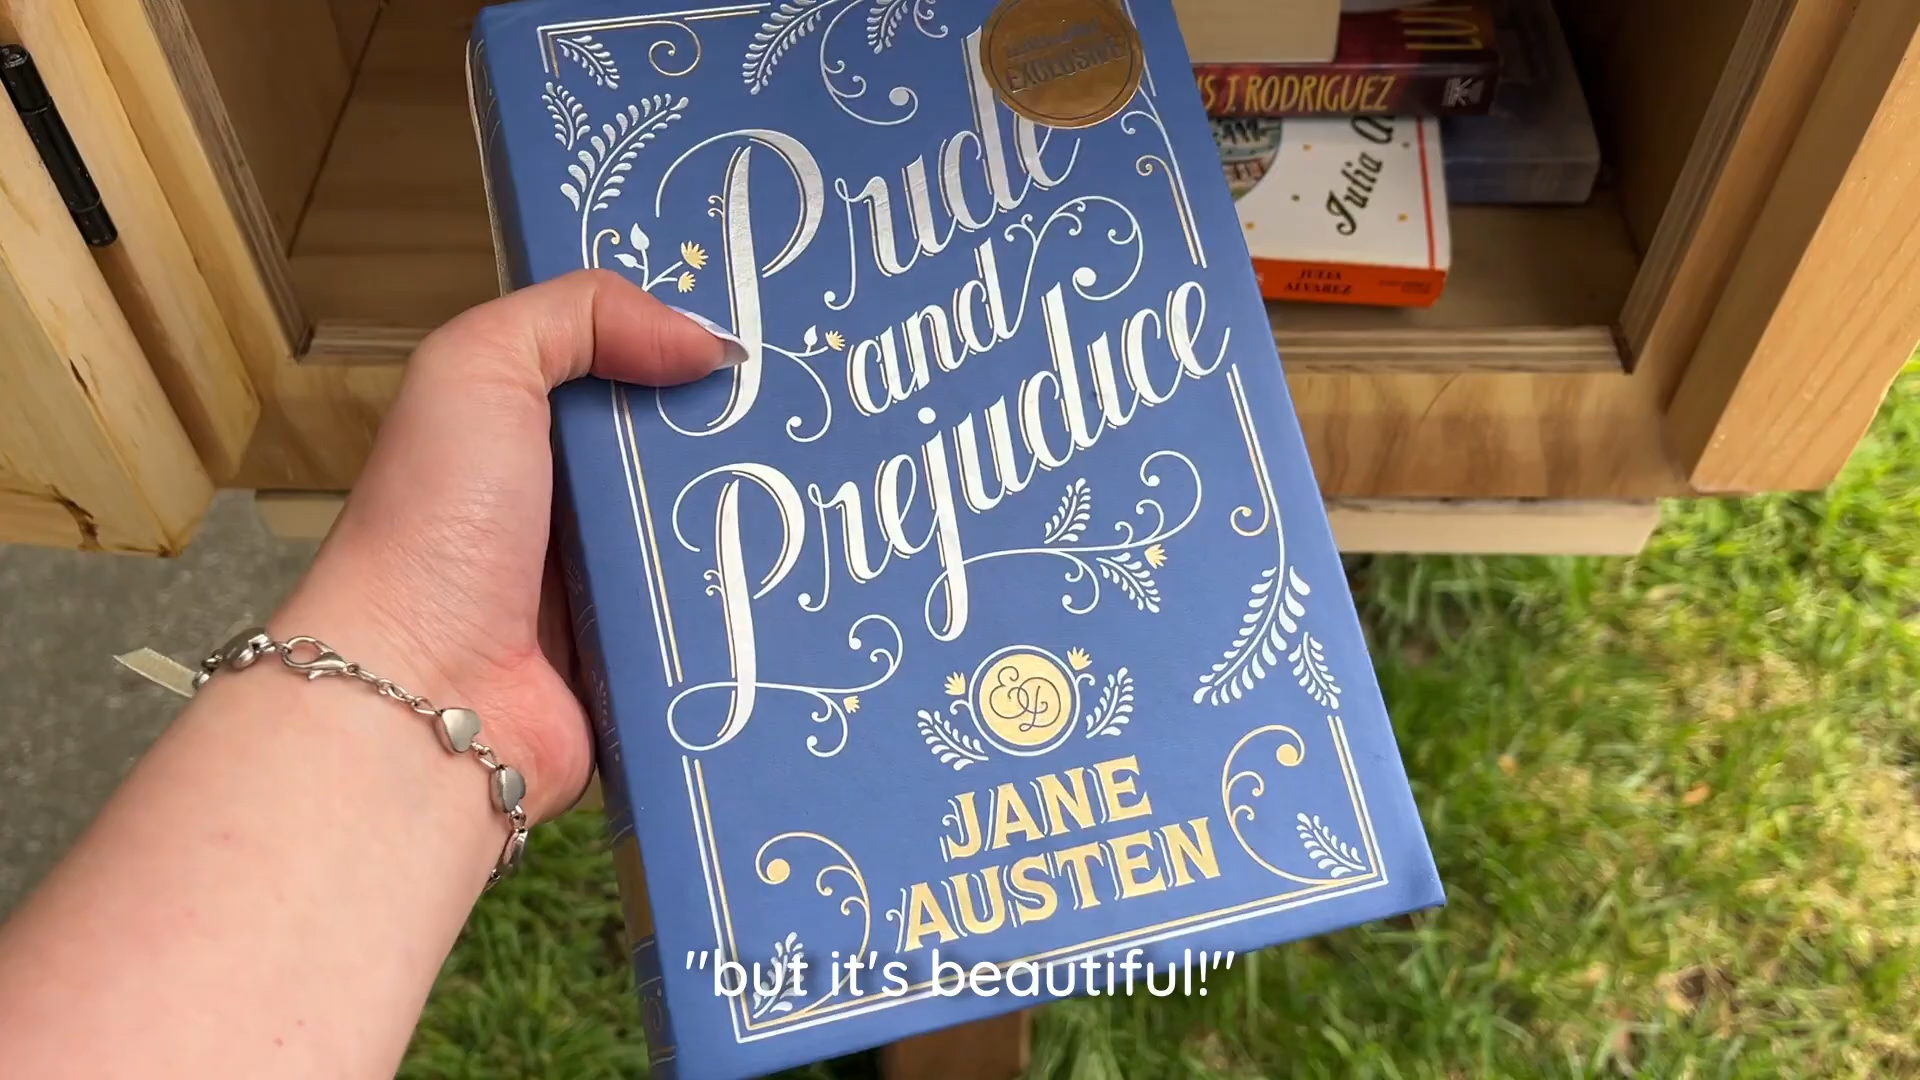 EXCLUSIVE
Pride
and
Prejudice
E&J
JANE
AUSTEN
S J. RODRIGUEZ
Julia A
JULIA
ALVAREZ
"but it's beautiful!"